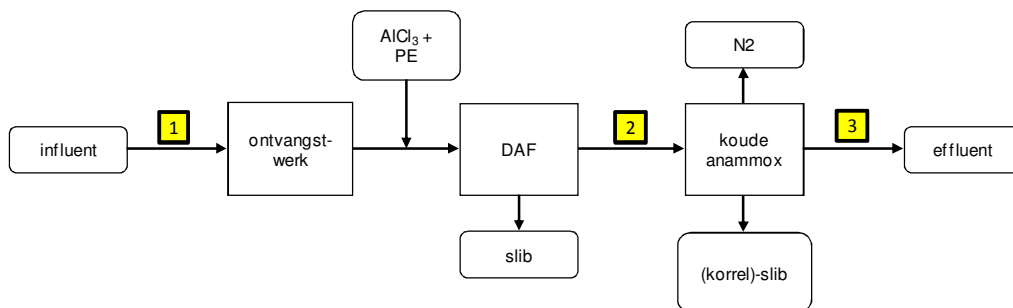 AlCl3 +
PE
N2
1
2
3
influent
ontvangst-
werk
DAF
koude
anammox
effluent
slib
(korrel)-slib